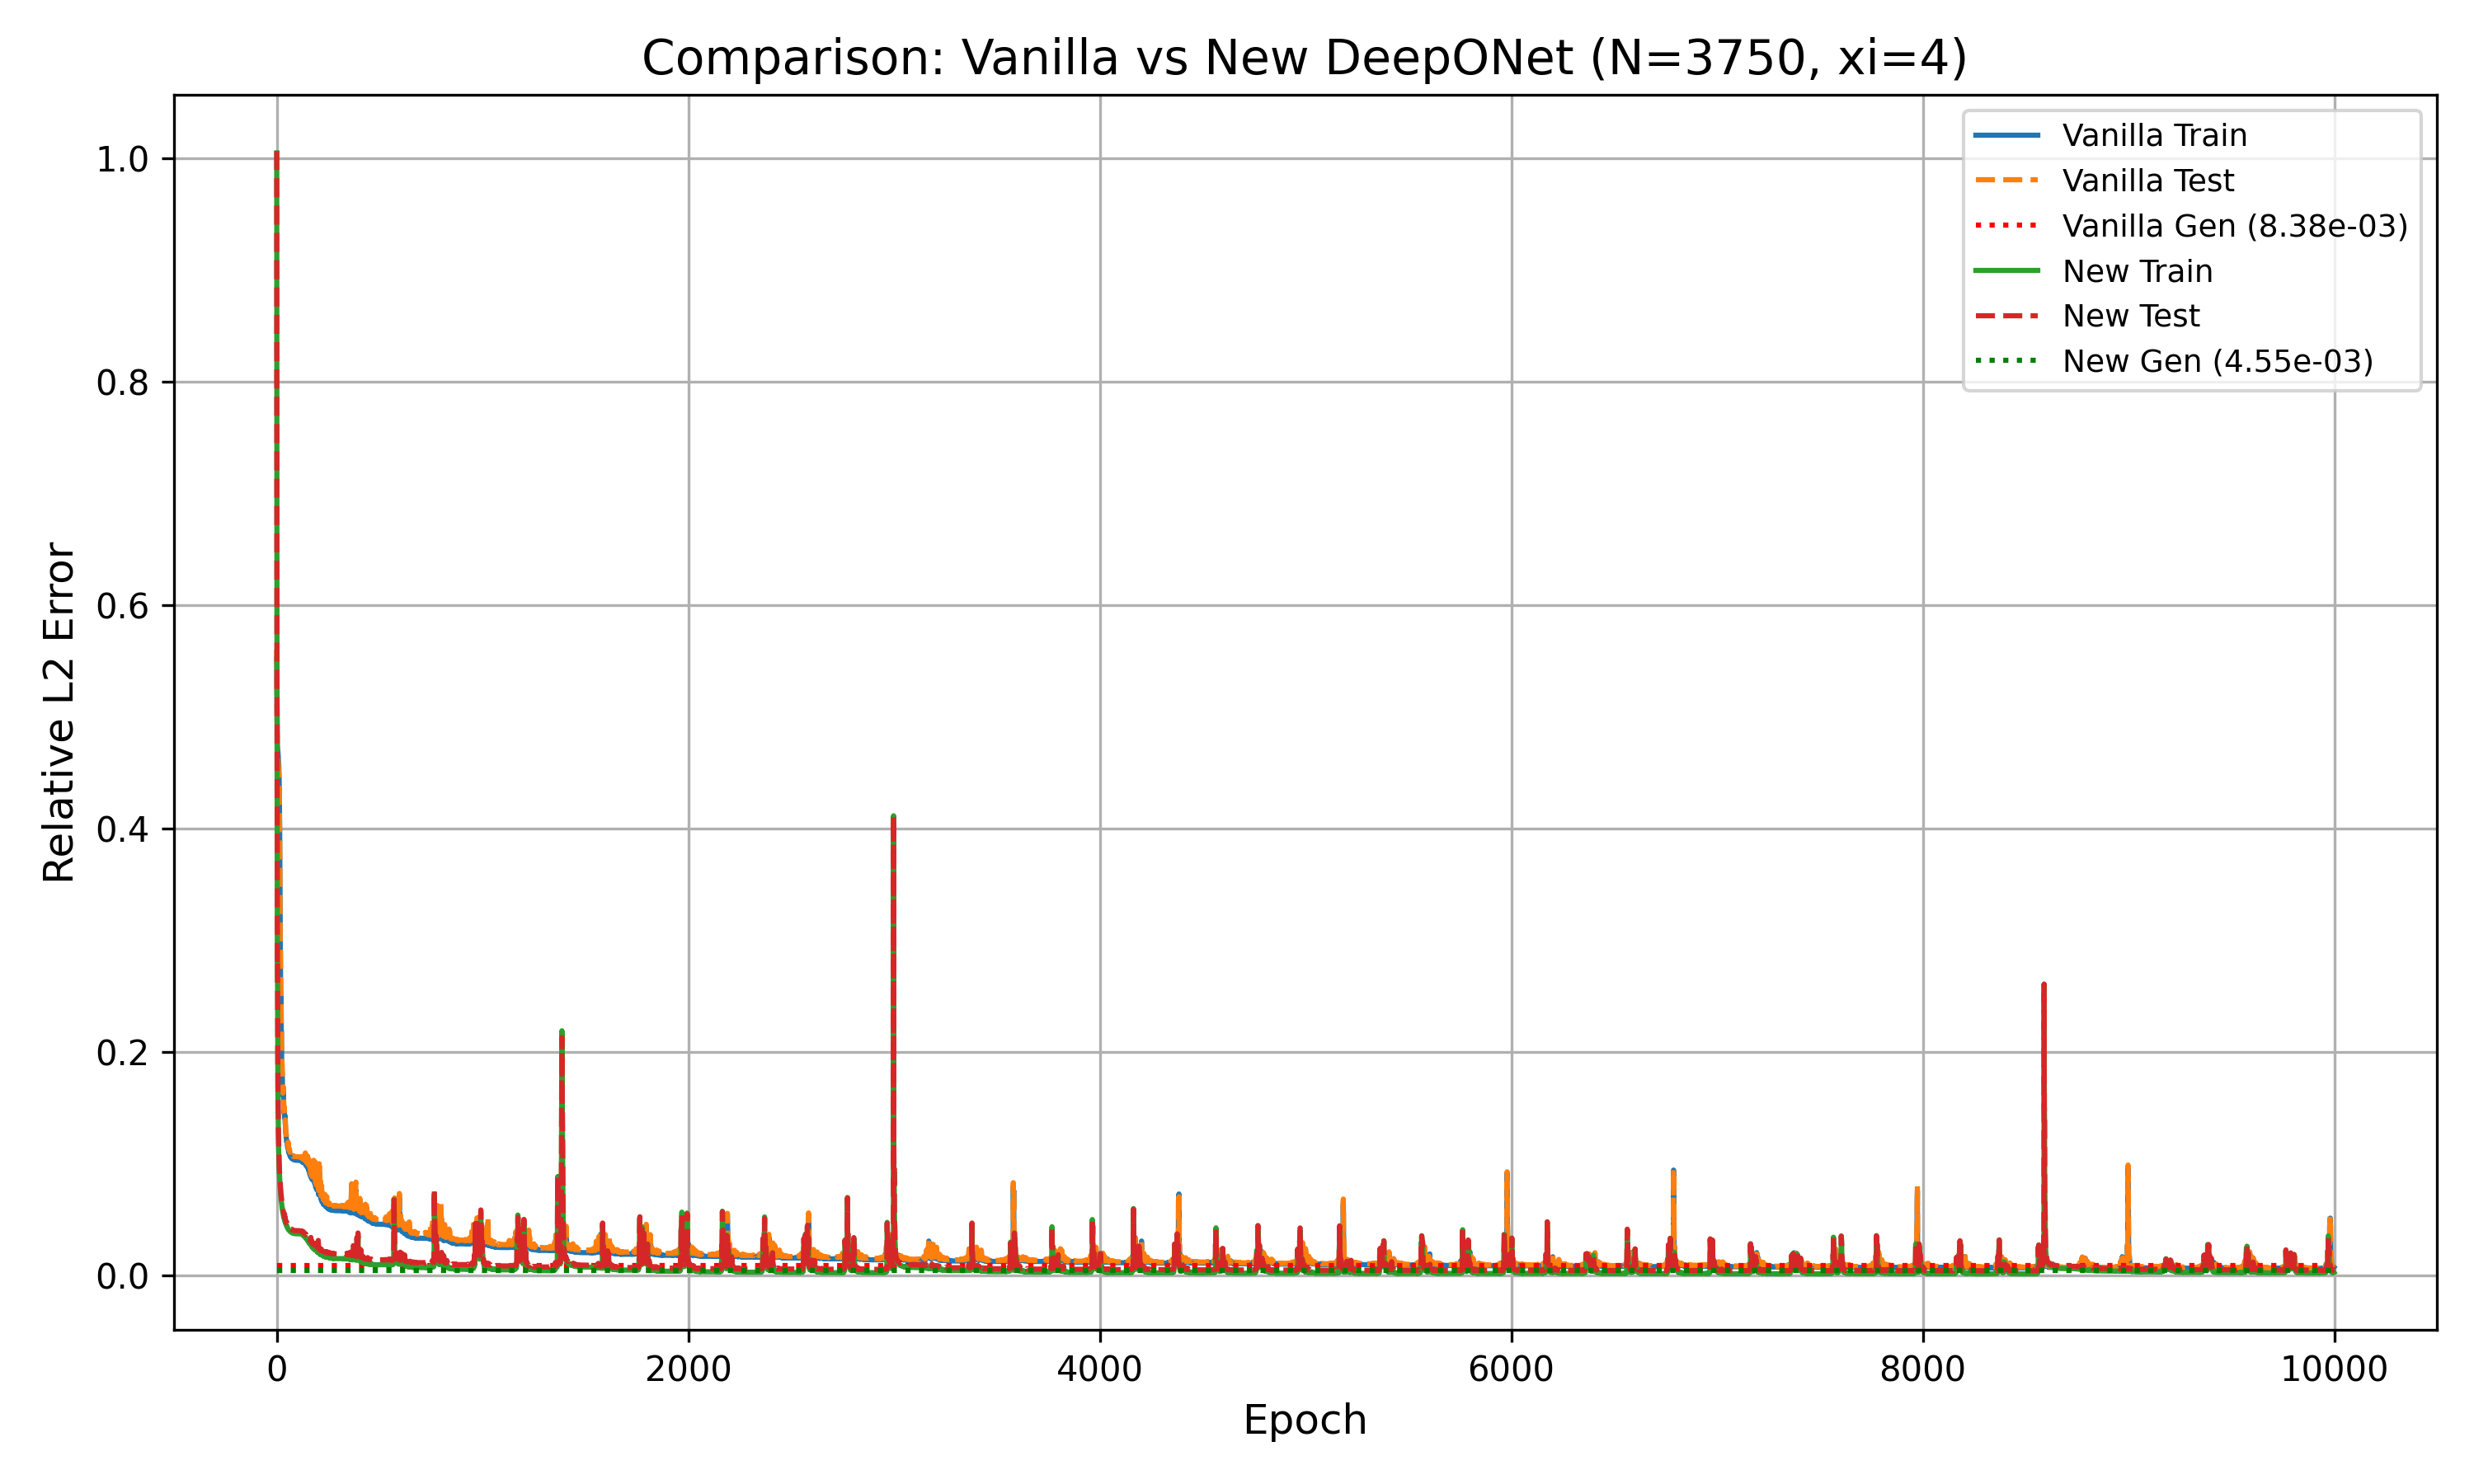 Comparison: Vanilla vs New DeepONet (N=3750, xi=4)
Relative L2 Error
1.0
0.8
0.6
0.4
0.2
0.0
Vanilla Train
Vanilla Test
Vanilla Gen (8.38e-03)
New Train
New Test
New Gen (4.55e-03)
0 2000 4000 6000 8000 10000
Epoch